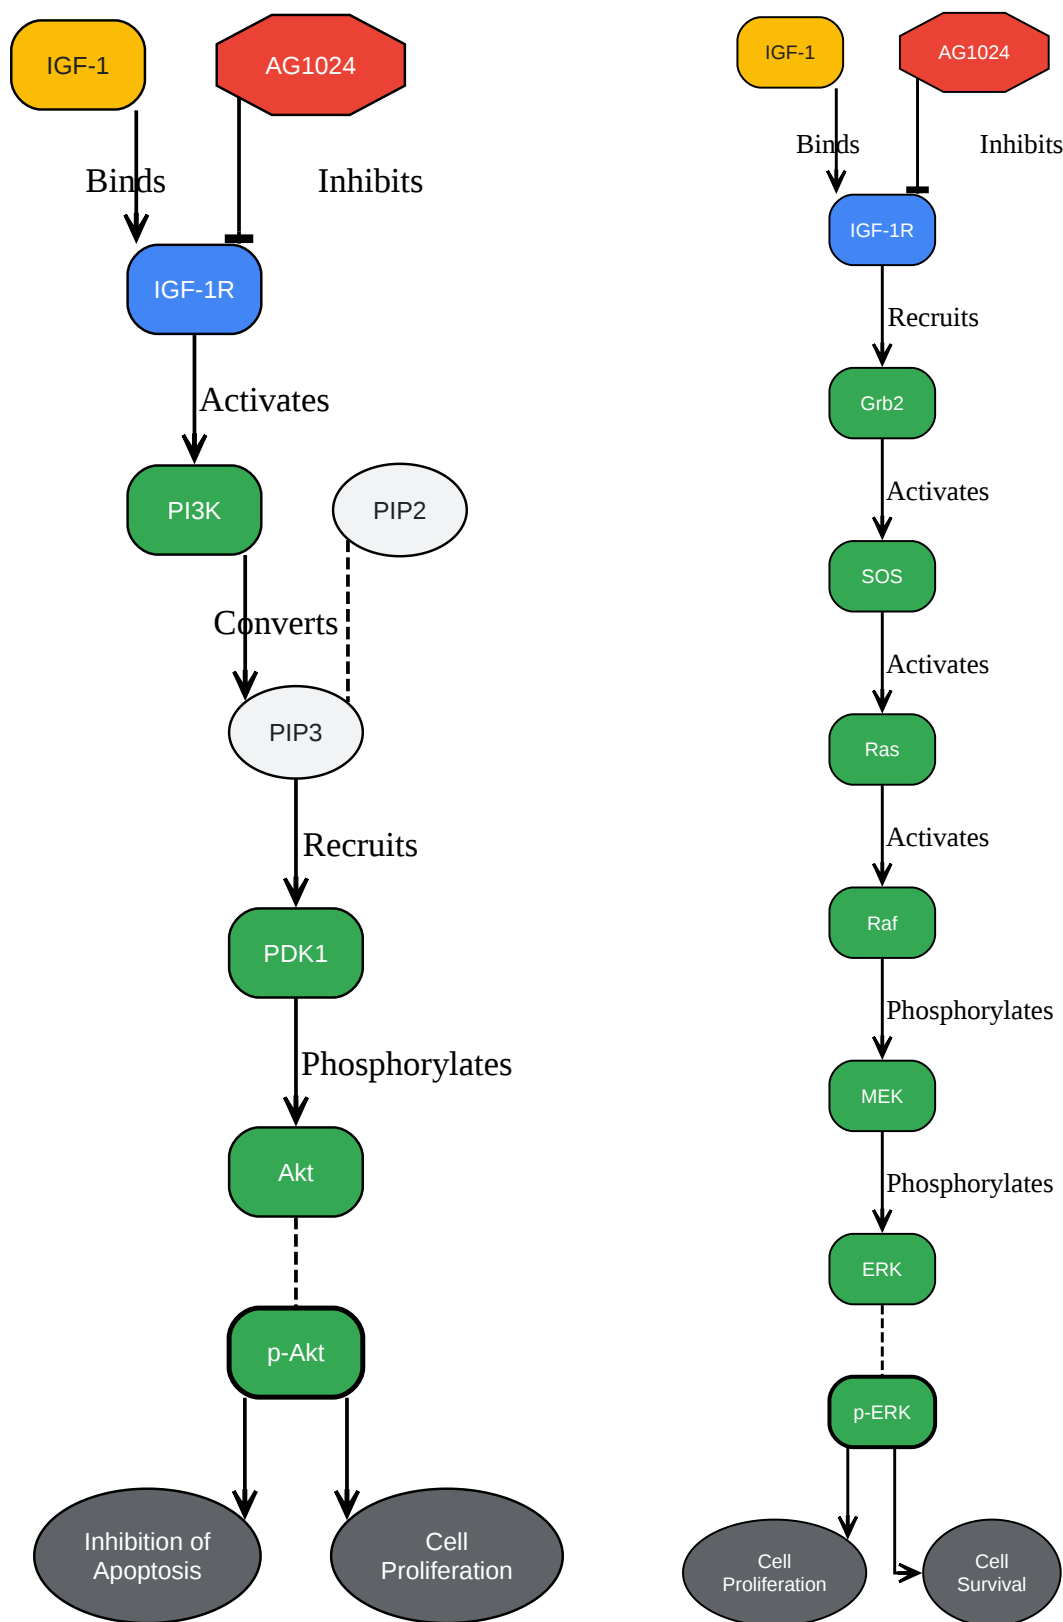 IGF-1
AG1024
Binds
Inhibits
IGF-1R
Activates
PI3K
PIP2
Converts
PIP3
Recruits
PDK1
Phosphorylates
Akt
p-Akt
Inhibition of
Apoptosis
Cell
Proliferation
IGF-1
AG1024
Binds
Inhibits
IGF-1R
Recruits
Grb2
Activates
SOS
Activates
Ras
Activates
Raf
Phosphorylates
MEK
Phosphorylates
ERK
p-ERK
Cell
Proliferation
Cell
Survival